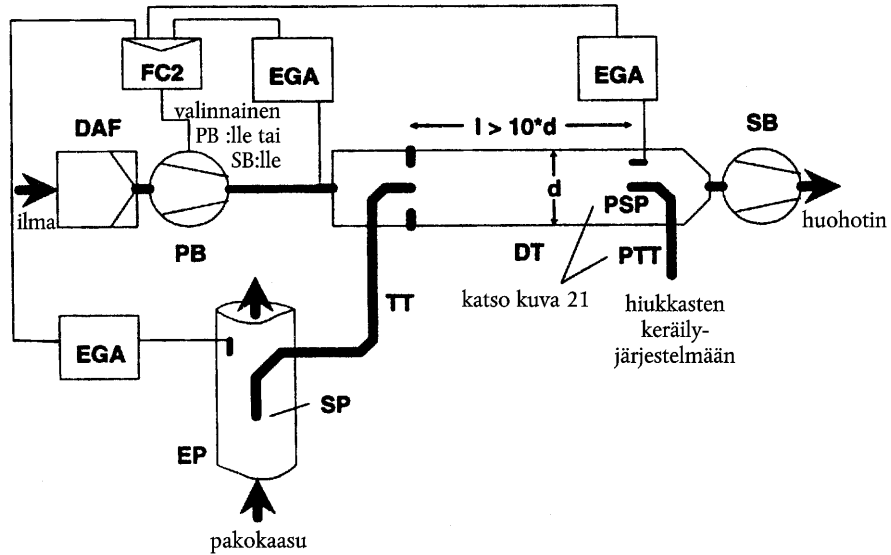 FC2
EGA
EGA
valinnainen
PB :lle tai
SB:lle
DAF
l > 10*d
SB
ilma
d
PSP
huohotin
PB
DT
PTT
katso kuva 21
hiukkasten
keräily-
järjestelmään
TT
EGA
SP
EP
pakokaasu